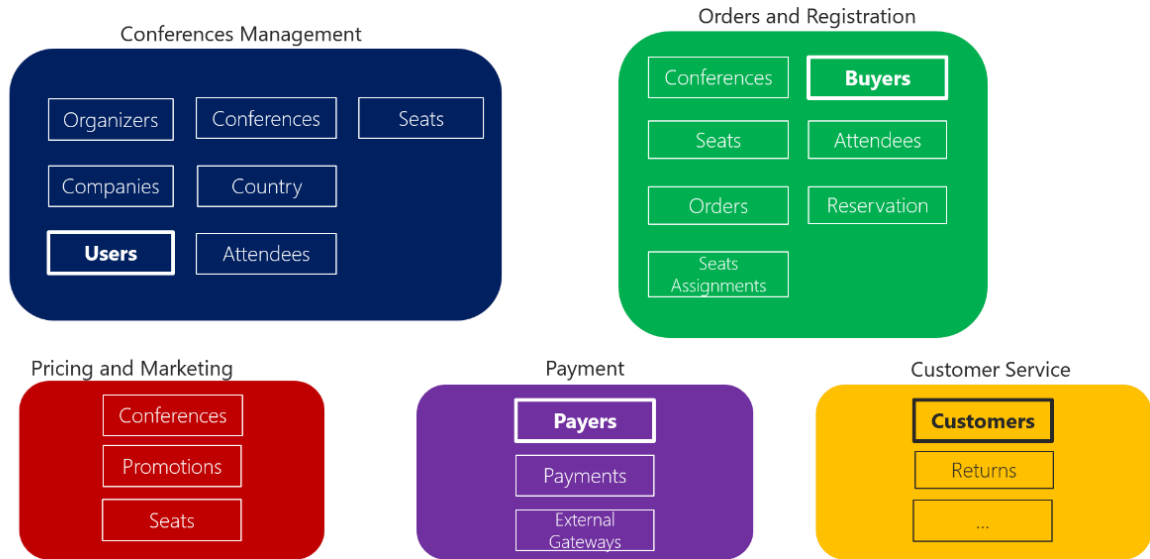 Conferences Management
Organizers
Conferences
Seats
Companies
Country
Users
Attendees
Orders and Registration
Conferences
Buyers
Seats
Attendees
Orders
Reservation
Seats
Assignments
Pricing and Marketing
Conferences
Promotions
Seats
Payment
Payers
Payments
External
Gateways
Customer Service
Customers
Returns
...